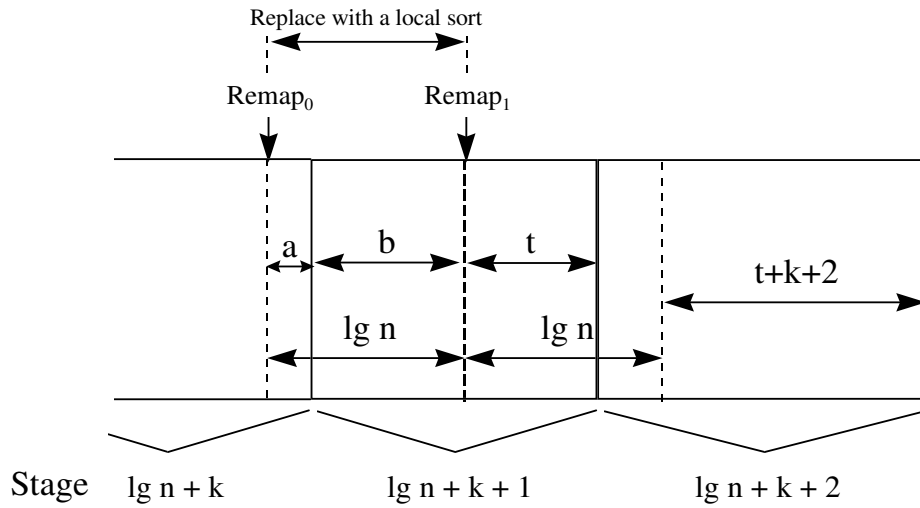 Replace with a local sort
Remap₀ Remap₁
a b t
t+k+2
lg n lg n
Stage lg n + k lg n + k + 1 lg n + k + 2